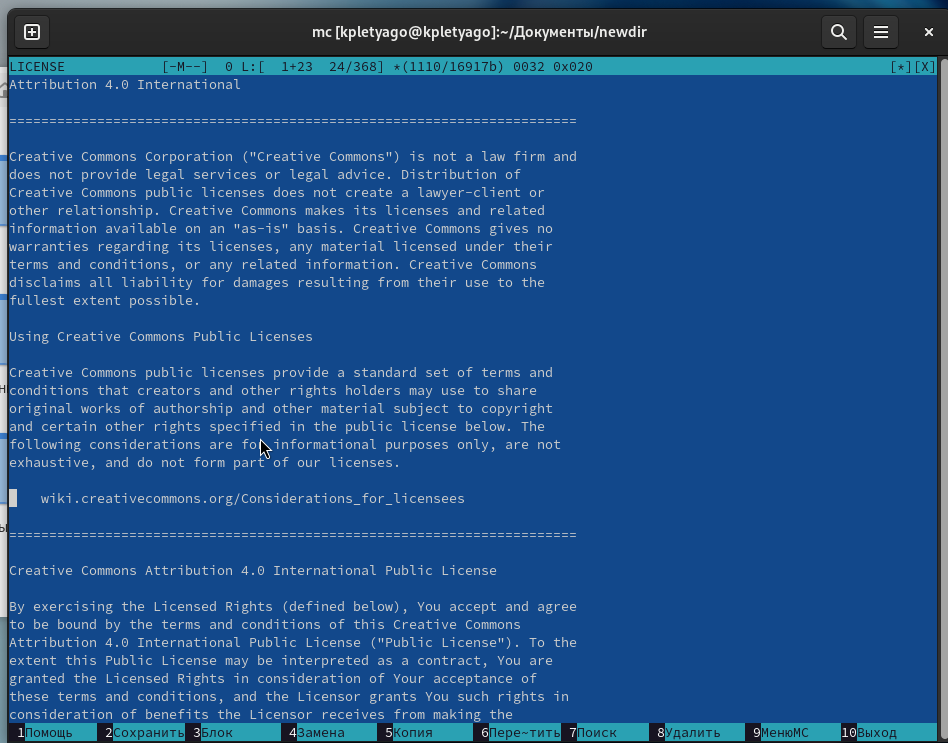 mc [kpletyago@kpletyago]:~/Документы/newdir
LICENSE [-M--] 0 L:[ 1+23 24/368] *(1110/16917b) 0032 0x020 [*][X]
Attribution 4.0 International
=======================================================================
Creative Commons Corporation ("Creative Commons") is not a law firm and
does not provide legal services or legal advice. Distribution of
Creative Commons public licenses does not create a lawyer-client or
other relationship. Creative Commons makes its licenses and related
information available on an "as-is" basis. Creative Commons gives no
warranties regarding its licenses, any material licensed under their
terms and conditions, or any related information. Creative Commons
disclaims all liability for damages resulting from their use to the
fullest extent possible.
Using Creative Commons Public Licenses
Creative Commons public licenses provide a standard set of terms and
conditions that creators and other rights holders may use to share
original works of authorship and other material subject to copyright
and certain other rights specified in the public license below. The
following considerations are for informational purposes only, are not
exhaustive, and do not form part of our licenses.
wiki.creativecommons.org/Considerations_for_licensees
=======================================================================
Creative Commons Attribution 4.0 International Public License
By exercising the Licensed Rights (defined below), You accept and agree
to be bound by the terms and conditions of this Creative Commons
Attribution 4.0 International Public License ("Public License"). To the
extent this Public License may be interpreted as a contract, You are
granted the Licensed Rights in consideration of Your acceptance of
these terms and conditions, and the Licensor grants You such rights in
consideration of benefits the Licensor receives from making the
1Помощь 2Сохранить 3Блок 4Замена 5Копия 6Пере~тить 7Поиск 8Удалить 9МенюМС 10Выход